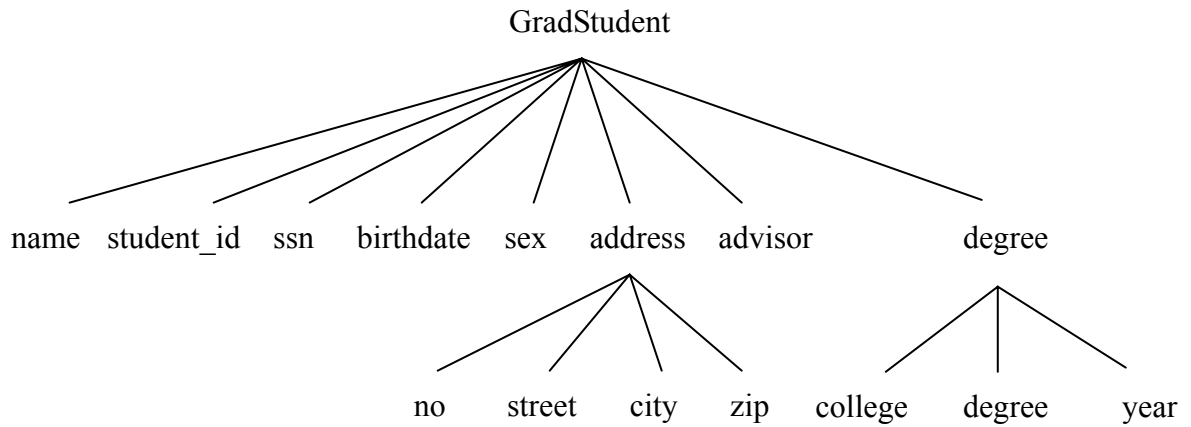 GradStudent
name student_id ssn birthdate sex address advisor degree
no street city zip college degree year